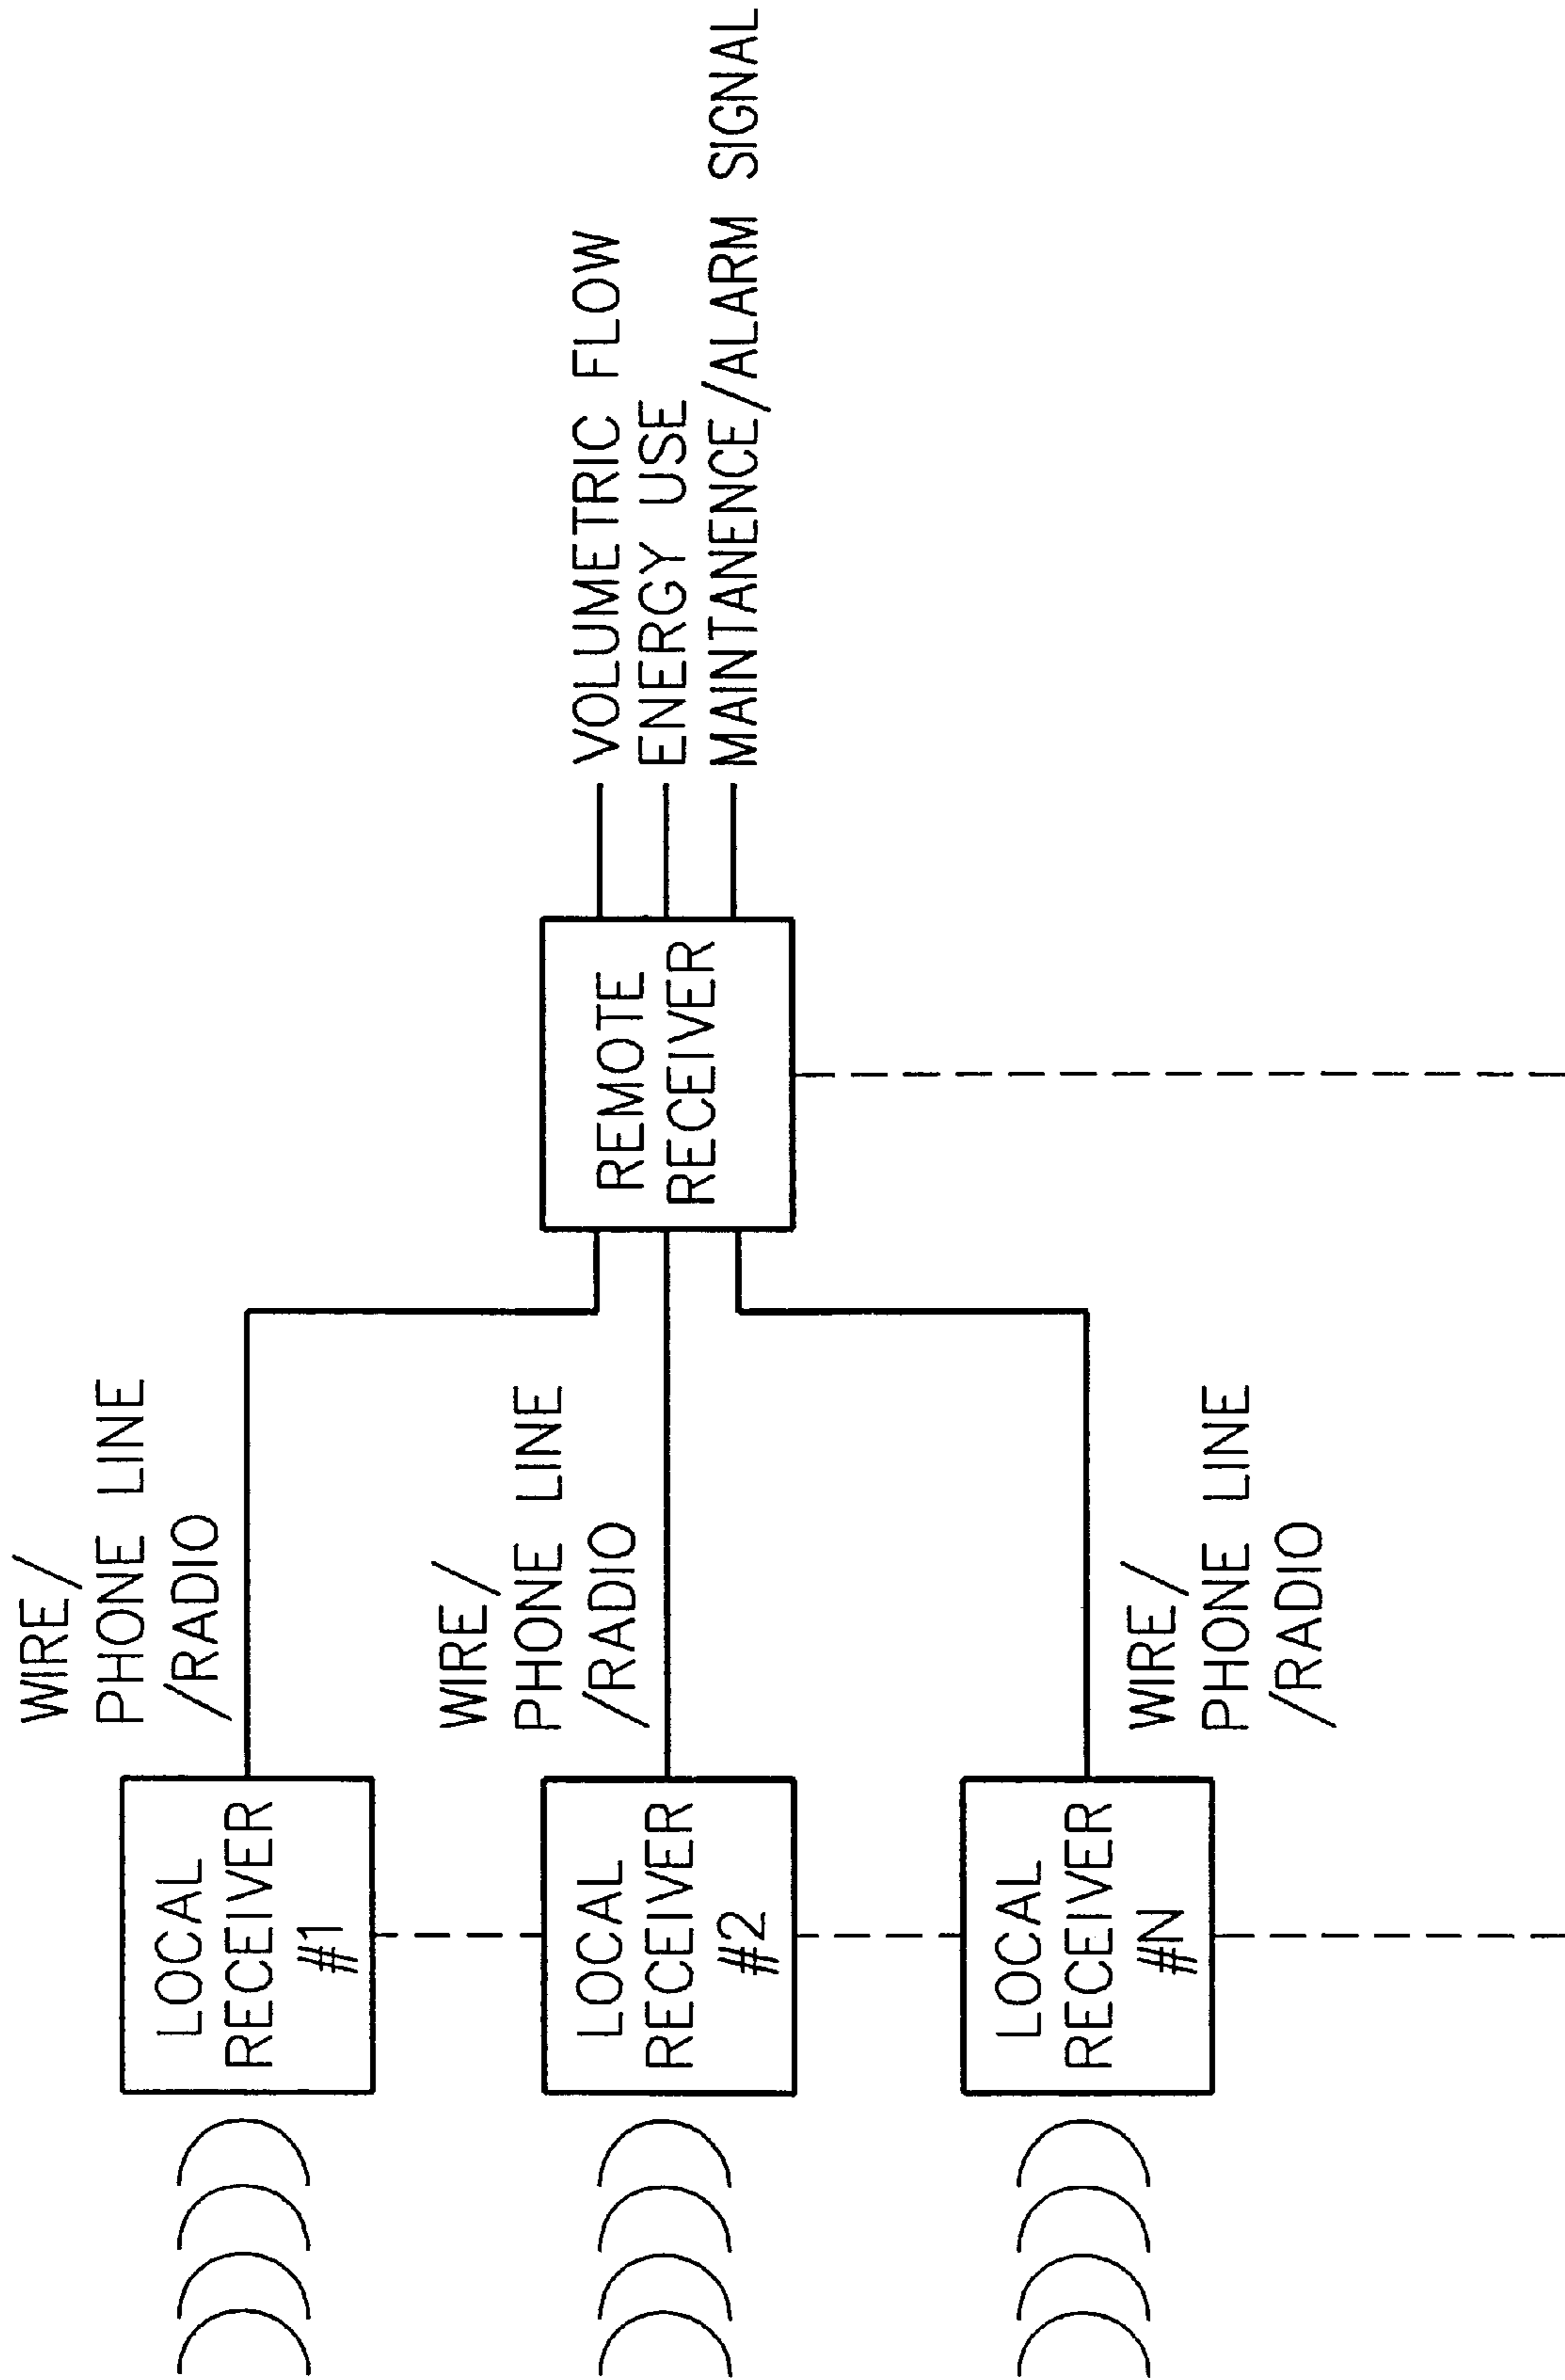 WIRE/
PHONE LINE
/RADIO
LOCAL
RECEIVER
#1
WIRE/
PHONE LINE
/RADIO
LOCAL
RECEIVER
#2
WIRE/
PHONE LINE
/RADIO
LOCAL
RECEIVER
#N
REMOTE
RECEIVER
VOLUMETRIC FLOW
ENERGY USE
MAINTANENCE/ALARM SIGNAL